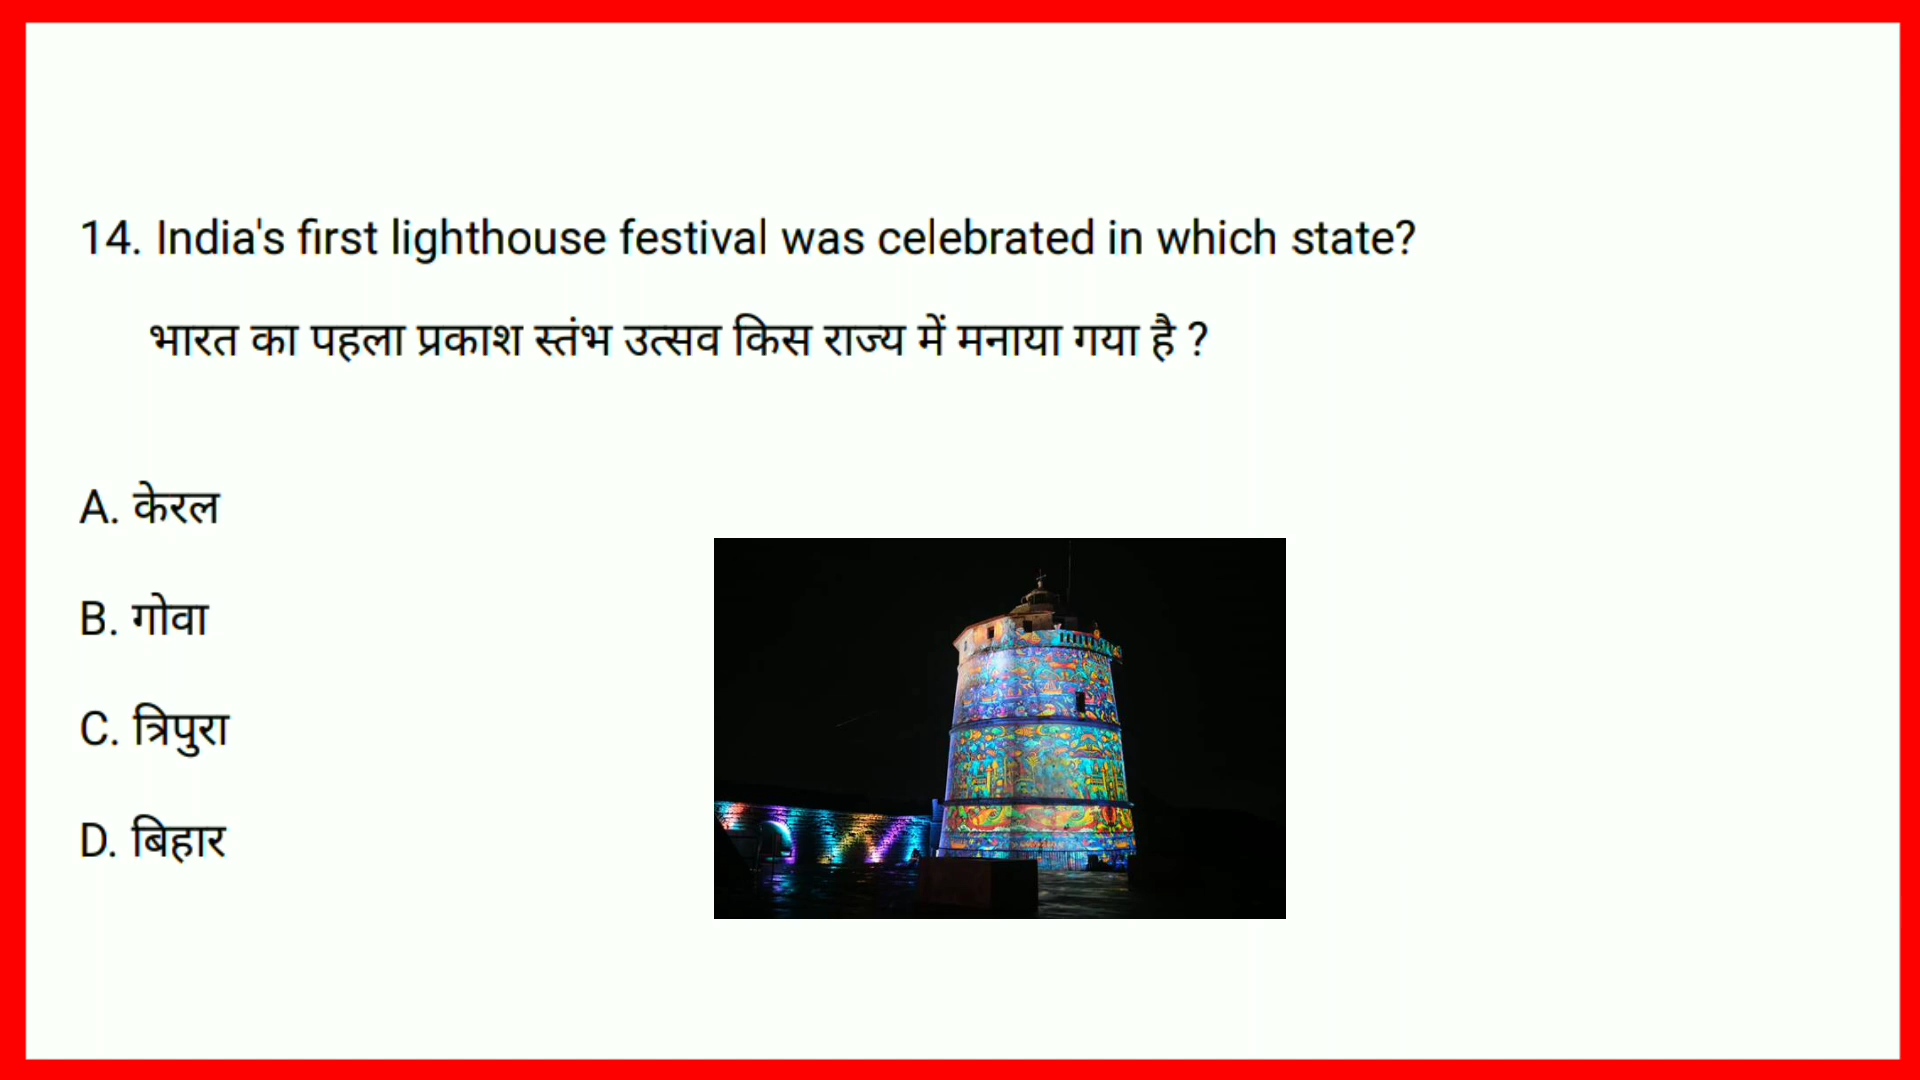 14. India's first lighthouse festival was celebrated in which state?
भारत का पहला प्रकाश स्तंभ उत्सव किस राज्य में मनाया गया है ?
A. केरल
B. गोवा
C. त्रिपुरा
D. बिहार